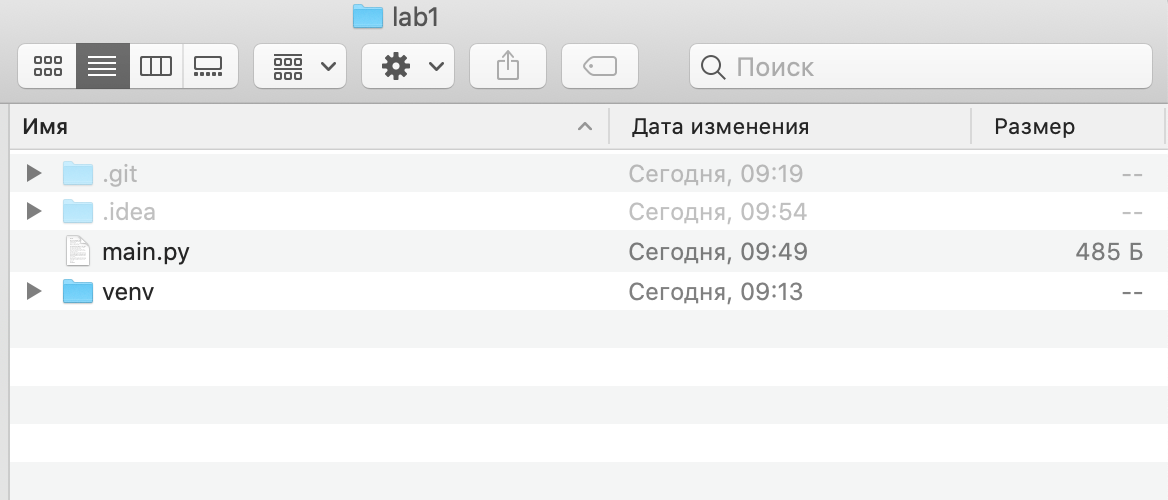 lab1
Поиск
Имя Дата изменения Размер
.git Сегодня, 09:19 --
.idea Сегодня, 09:54 --
main.py Сегодня, 09:49 485 Б
venv Сегодня, 09:13 --